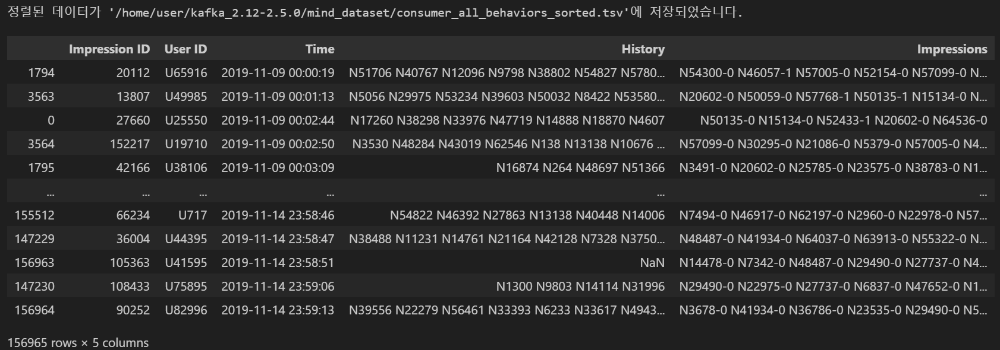 정렬된 데이터가 '/home/user/kafka_2.12-2.5.0/mind_dataset/consumer_all_behaviors_sorted.tsv'에 저장되었습니다.
Impression ID User ID Time History Impressions
1794 20112 U65916 2019-11-09 00:00:19 N51706 N40767 N12096 N9798 N38802 N54827 N5780... N54300-0 N46057-1 N57005-0 N52154-0 N57099-0 N...
3563 13807 U49985 2019-11-09 00:01:13 N5056 N29975 N53234 N39603 N50032 N8422 N53580... N20602-0 N50059-0 N57768-1 N50135-1 N15134-0 N...
0 27660 U25550 2019-11-09 00:02:44 N17260 N38298 N33976 N47719 N14888 N18870 N4607 N50135-0 N15134-0 N52433-1 N20602-0 N64536-0
3564 152217 U19710 2019-11-09 00:02:50 N3530 N48284 N43019 N62546 N138 N13138 N10676 ... N57099-0 N30295-0 N21086-0 N5379-0 N57005-0 N4...
1795 42166 U38106 2019-11-09 00:03:09 N16874 N264 N48697 N51366 N3491-0 N20602-0 N25785-0 N23575-0 N38783-0 N1...
... ... ... ... ... ...
155512 66234 U717 2019-11-14 23:58:46 N54822 N46392 N27863 N13138 N40448 N14006 N7494-0 N46917-0 N62197-0 N2960-0 N22978-0 N57...
147229 36004 U44395 2019-11-14 23:58:47 N38488 N11231 N14761 N21164 N42128 N7328 N3750... N48487-0 N41934-0 N64037-0 N63913-0 N55322-0 N...
156963 105363 U41595 2019-11-14 23:58:51 NaN N14478-0 N7342-0 N48487-0 N29490-0 N27737-0 N4...
147230 108433 U75895 2019-11-14 23:59:06 N1300 N9803 N14114 N31996 N29490-0 N22975-0 N27737-0 N6837-0 N47652-0 N1...
156964 90252 U82996 2019-11-14 23:59:13 N39556 N22279 N56461 N33393 N6233 N33617 N4943... N3678-0 N41934-0 N36786-0 N23535-0 N29490-0 N5...
156965 rows × 5 columns